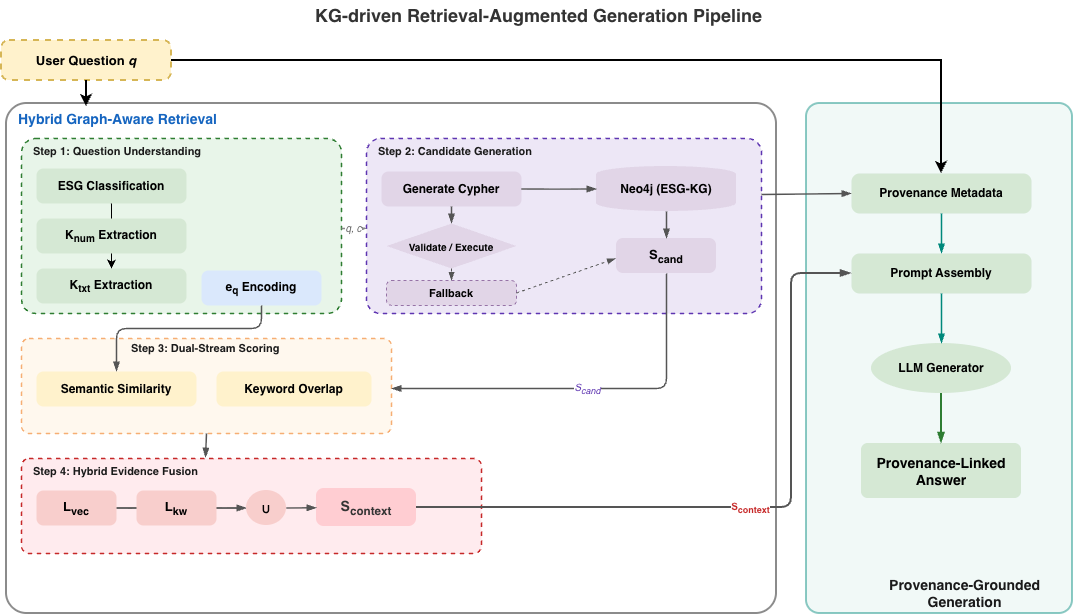 KG-driven Retrieval-Augmented Generation Pipeline
User Question q
Hybrid Graph-Aware Retrieval
Step 1: Question Understanding
ESG Classification
Knum Extraction
Ktxt Extraction
eq Encoding
q, c
Step 2: Candidate Generation
Generate Cypher
Neo4j (ESG-KG)
Validate / Execute
Scand
Fallback
Step 3: Dual-Stream Scoring
Semantic Similarity
Keyword Overlap
Scand
Step 4: Hybrid Evidence Fusion
Lvec
Lkw
U
Scontext
Scontext
Provenance Metadata
Prompt Assembly
LLM Generator
Provenance-Linked
Answer
Provenance-Grounded
Generation